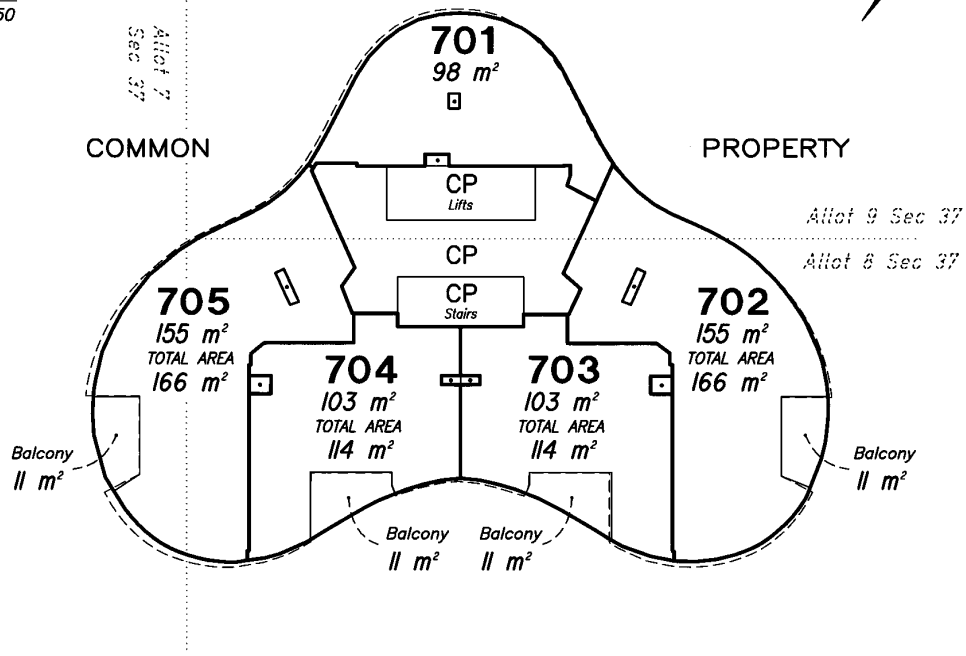 50
Allot 7
Sec 37
701
98 m²
COMMON
PROPERTY
CP
Lifts
Allot 9 Sec 37
CP
Allot 8 Sec 37
CP
Stairs
705
155 m²
TOTAL AREA
166 m²
702
155 m²
TOTAL AREA
166 m²
704
103 m²
TOTAL AREA
114 m²
703
103 m²
TOTAL AREA
114 m²
Balcony
11 m²
Balcony
11 m²
Balcony
11 m²
Balcony
11 m²